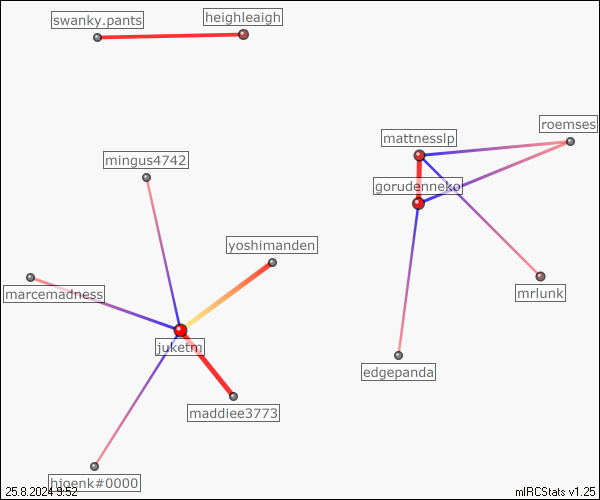 heighleaigh
swanky.pants
roemses
mattnesslp
mingus4742
gorudenneko
yoshimanden
marcemadness
mrlunk
juketm
edgepanda
maddiee3773
hioenk#0000
25.8.2024 9:52
mIRCStats v1.25